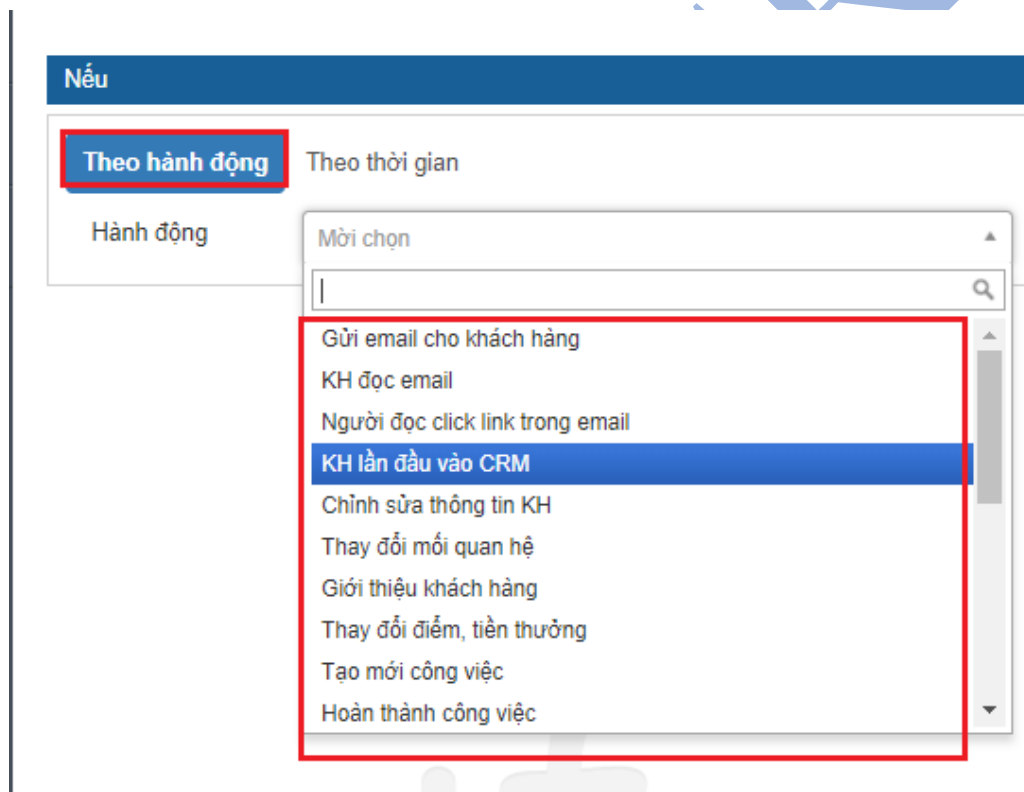 Nếu
Theo hành động Theo thời gian
Hành động Mời chọn
Gửi email cho khách hàng
KH đọc email
Người đọc click link trong email
KH lần đầu vào CRM
Chỉnh sửa thông tin KH
Thay đổi mối quan hệ
Giới thiệu khách hàng
Thay đổi điểm, tiền thưởng
Tạo mới công việc
Hoàn thành công việc